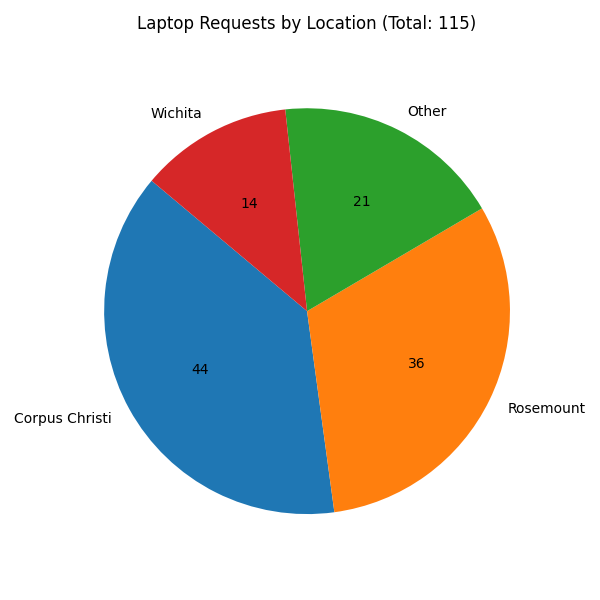 Laptop Requests by Location (Total: 115)
Wichita
Other
14
21
44
36
Corpus Christi
Rosemount